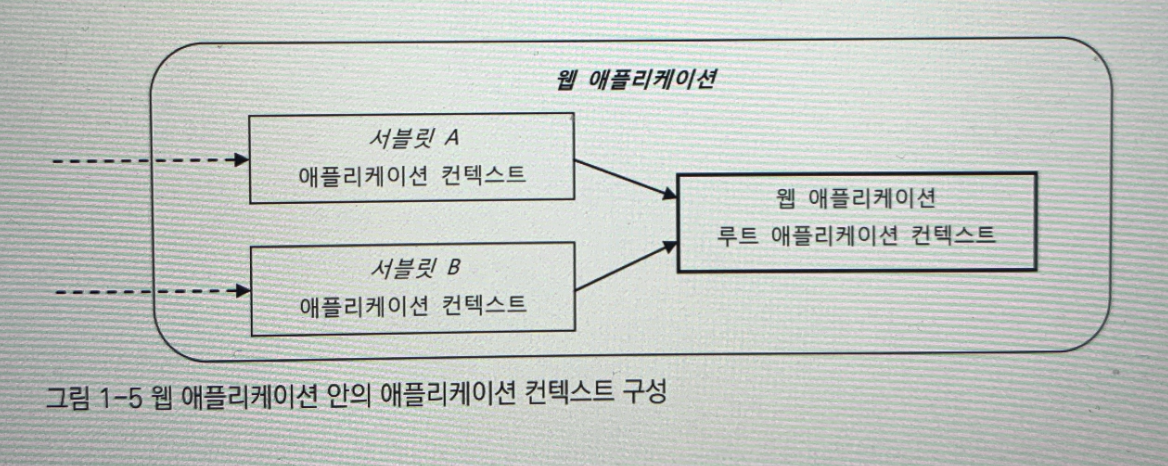 웹 애플리케이션
서블릿 A
애플리케이션 컨텍스트
웹 애플리케이션
루트 애플리케이션 컨텍스트
서블릿 B
애플리케이션 컨텍스트
그림 1-5 웹 애플리케이션 안의 애플리케이션 컨텍스트 구성